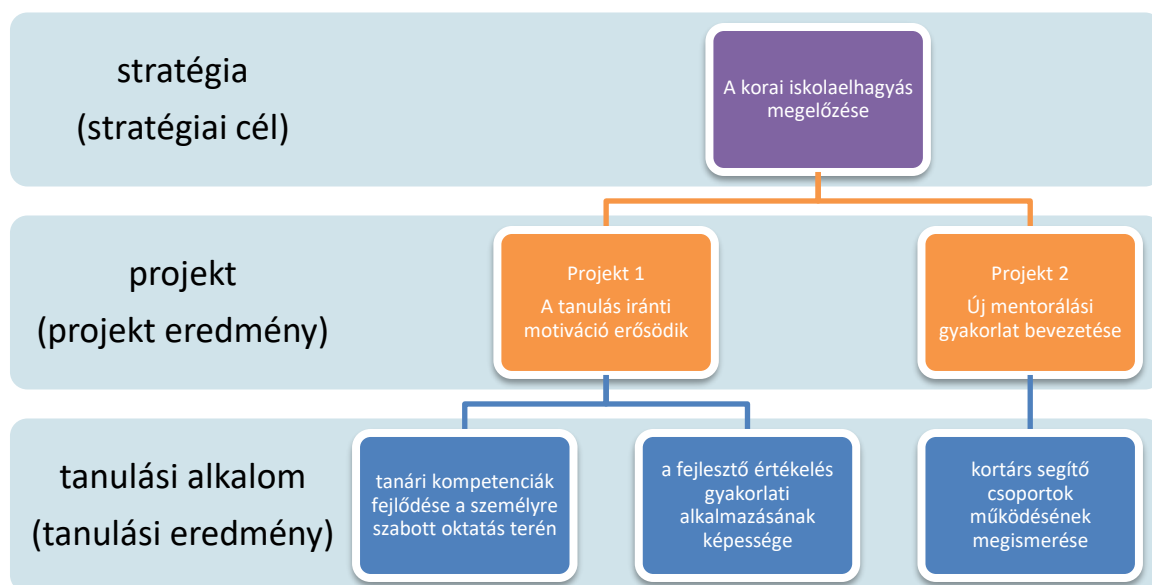 stratégia
(stratégiai cél)
A korai iskolaelhagyás
megelőzése
projekt
(projekt eredmény)
Projekt 1
A tanulás iránti
motiváció erősödik
Projekt 2
Új mentorálási
gyakorlat bevezetése
tanulási alkalom
(tanulási eredmény)
tanári kompetenciák
fejlődése a személyre
szabott oktatás terén
a fejlesztő értékelés
gyakorlati
alkalmazásának
képessége
kortárs segítő
csoportok
működésének
megismerése